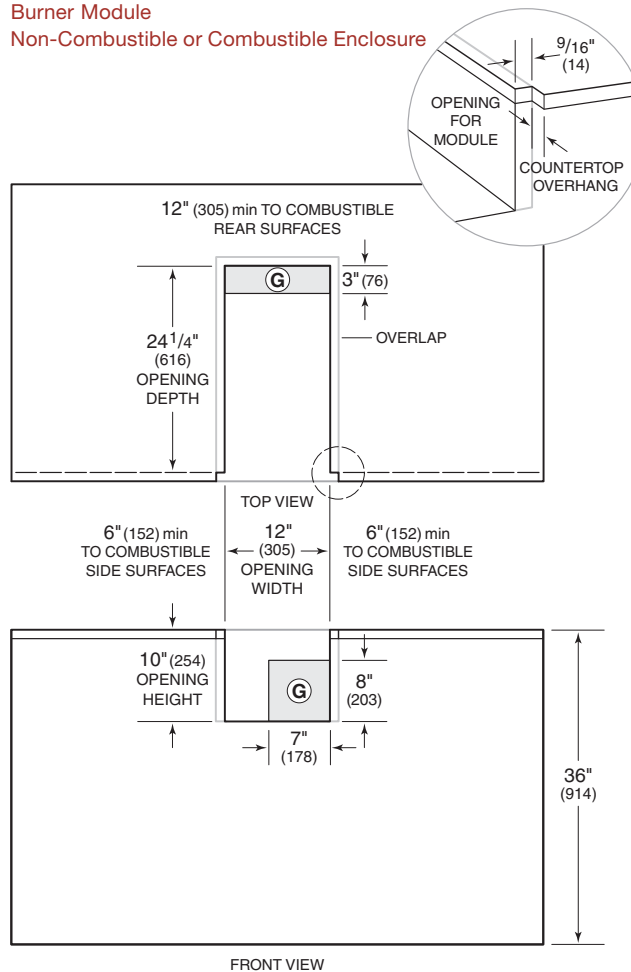 Burner Module
Non-Combustible or Combustible Enclosure
9/16"
(14)
OPENING
FOR
MODULE
COUNTERTOP
OVERHANG
12" (305) min TO COMBUSTIBLE
REAR SURFACES
G
3" (76)
24 1/4"
(616)
OPENING
DEPTH
OVERLAP
TOP VIEW
6" (152) min
TO COMBUSTIBLE
SIDE SURFACES
12"
(305)
OPENING
WIDTH
6" (152) min
TO COMBUSTIBLE
SIDE SURFACES
10" (254)
OPENING
HEIGHT
G
8"
(203)
7"
(178)
36"
(914)
FRONT VIEW